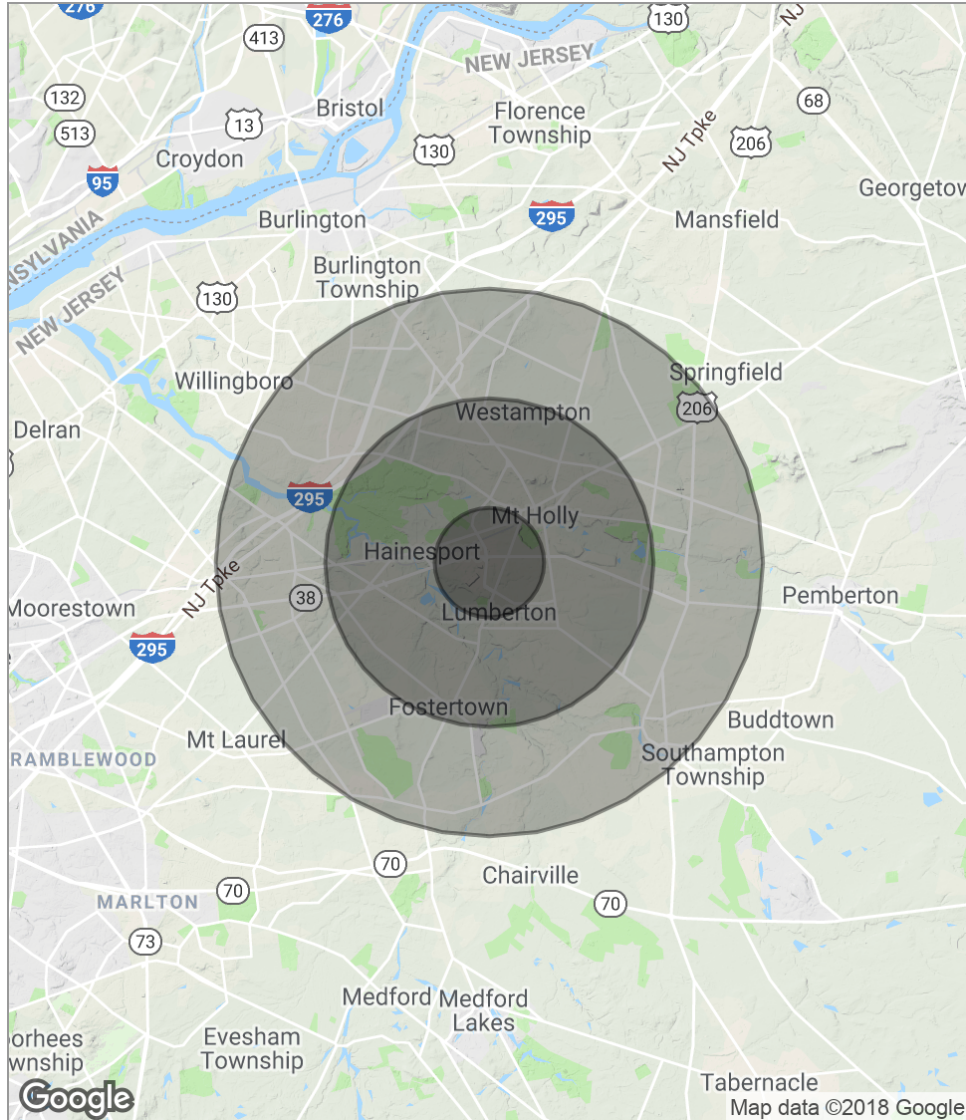 276
276
130
NJ
413
NEW JERSEY
132
Bristol
Florence
Township
68
13
513
130
206
NJ Tpke
Croydon
95
Georgetow
295
Burlington
Mansfield
NSYLVANIA
NEW JERSEY
Burlington
Township
130
Willingboro
Springfield
206
Westampton
Delran
295
Mt Holly
Hainesport
NJ Tpke
38
Moorestown
Lumberton
Pemberton
295
Fostertown
Buddtown
Mt Laurel
Southampton
Township
RAMBLEWOOD
70
Chairville
70
70
MARLTON
73
Medford
Medford
Lakes
oorhees
wnship
Evesham
Township
Tabernacle
Google
Map data ©2018 Google